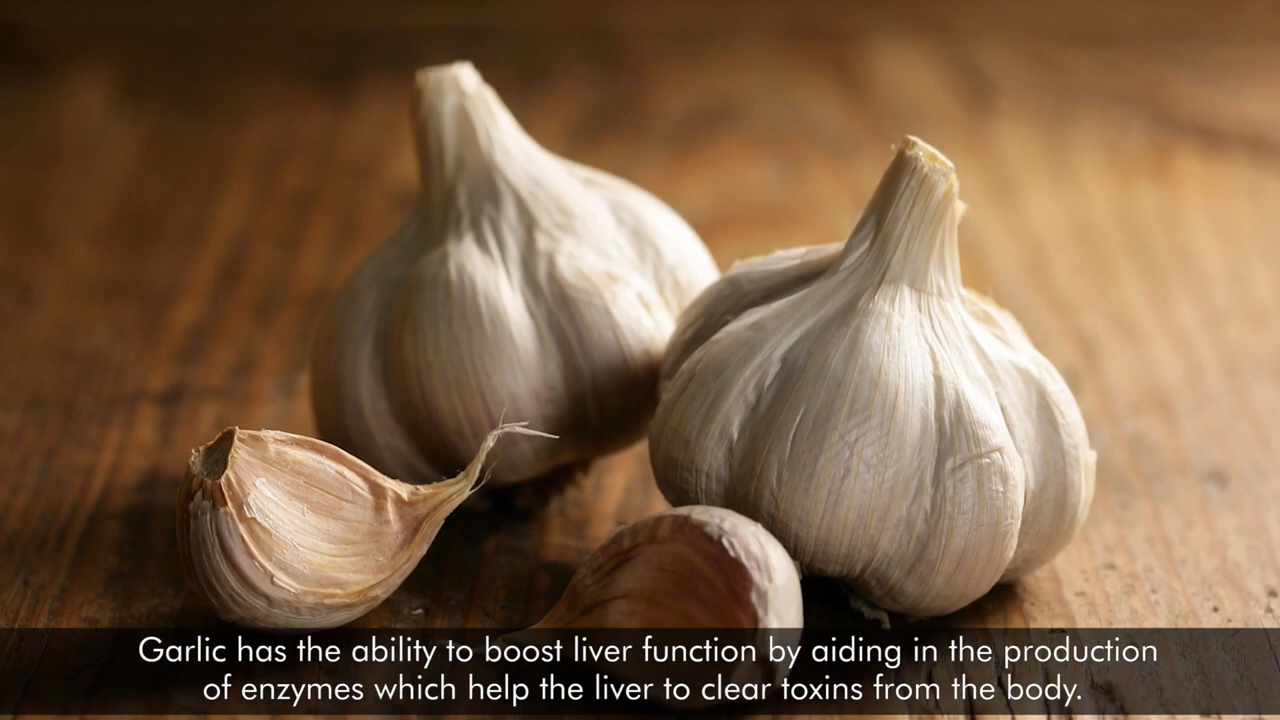 Garlic has the ability to boost liver function by aiding in the production
of enzymes which help the liver to clear toxins from the body.